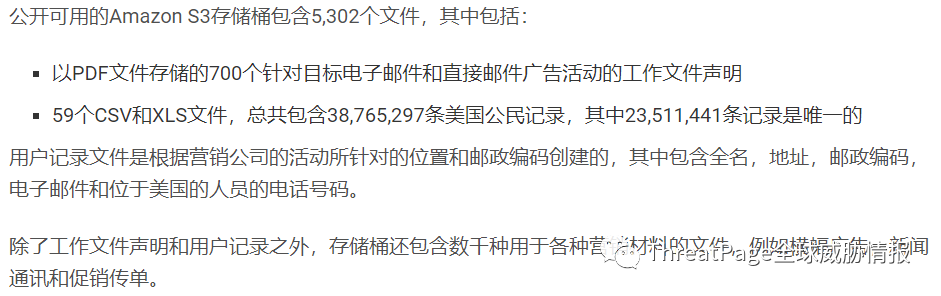 公开可用的Amazon S3存储桶包含5,302个文件，其中包括：
▪ 以PDF文件存储的700个针对目标电子邮件和直接邮件广告活动的工作文件声明
▪ 59个CSV和XLS文件，总共包含38,765,297条美国公民记录，其中23,511,441条记录是唯一的
用户记录文件是根据营销公司的活动所针对的位置和邮政编码创建的，其中包含全名，地址，邮政编码，
电子邮件和位于美国的人员的电话号码。
除了工作文件声明和用户记录之外，存储桶还包含数千种用于各种营销材料的文件，例如横幅广告，新闻
通讯和促销传单。
ThreatPage全球威胁情报